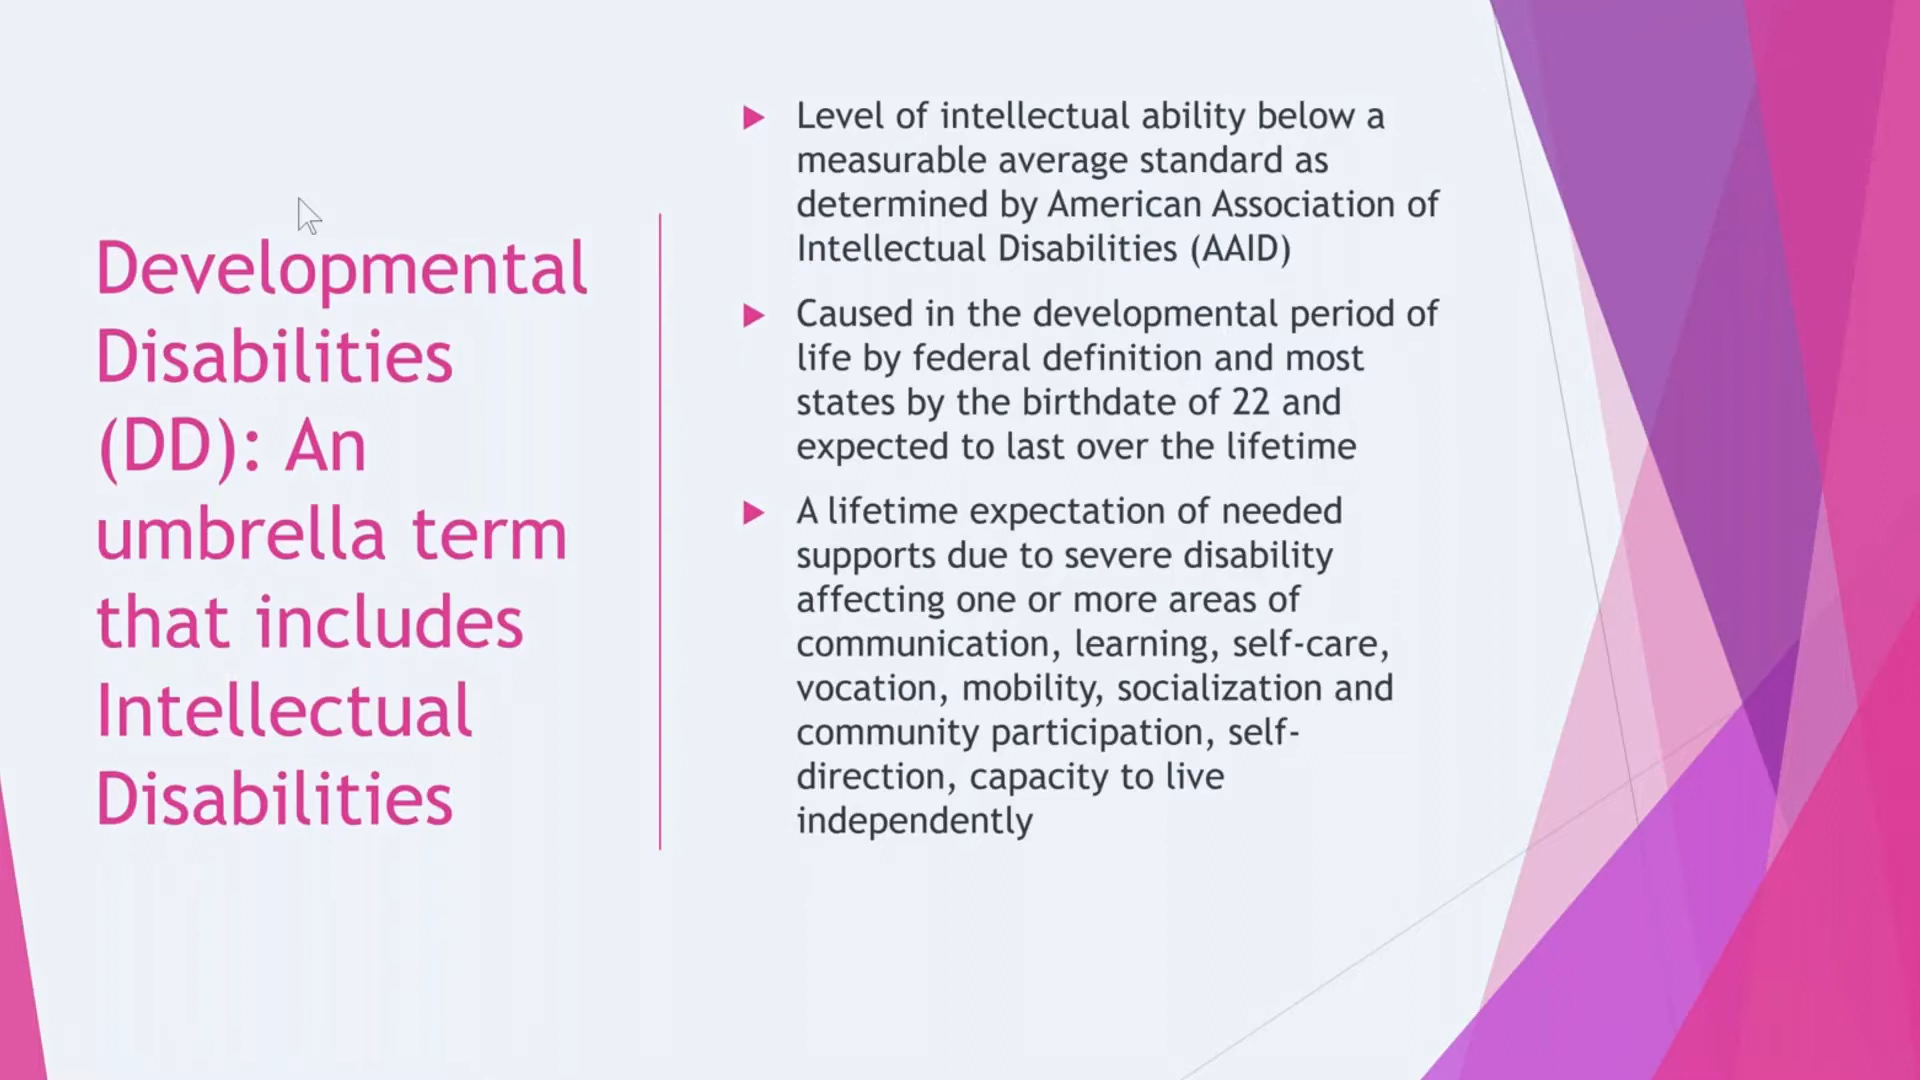 Developmental
Disabilities
(DD): An
umbrella term
that includes
Intellectual
Disabilities
Level of intellectual ability below a
measurable average standard as
determined by American Association of
Intellectual Disabilities (AAID)
Caused in the developmental period of
life by federal definition and most
states by the birthdate of 22 and
expected to last over the lifetime
A lifetime expectation of needed
supports due to severe disability
affecting one or more areas of
communication, learning, self-care,
vocation, mobility, socialization and
community participation, self-
direction, capacity to live
independently